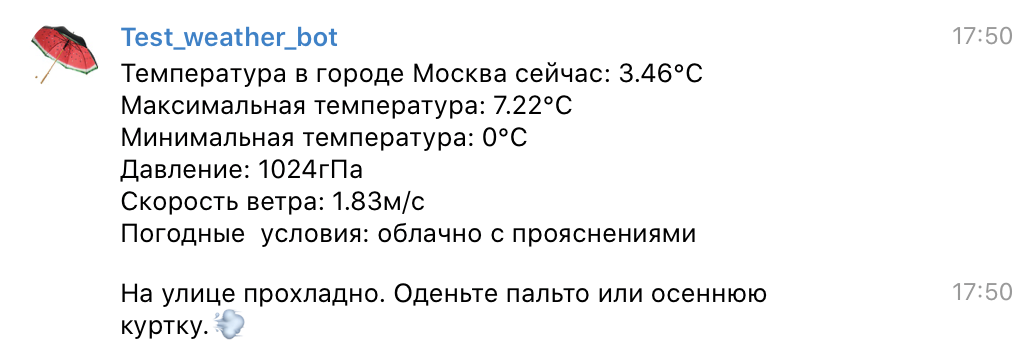 Test_weather_bot 17:50
Температура в городе Москва сейчас: 3.46°C
Максимальная температура: 7.22°C
Минимальная температура: 0°C
Давление: 1024гПа
Скорость ветра: 1.83м/с
Погодные  условия: облачно с прояснениями
На улице прохладно. Оденьте пальто или осеннюю 17:50
куртку.💨